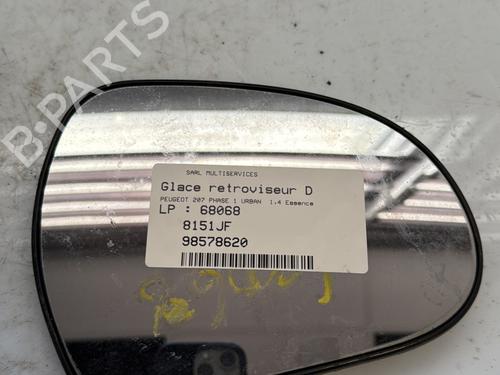 B-PARTS
SARL MULTISERVICES
Glace retroviseur D
PEUGEOT 207 PHASE 1 URBAN 1.4 Essence
LP : 68068
8151JF
98578620